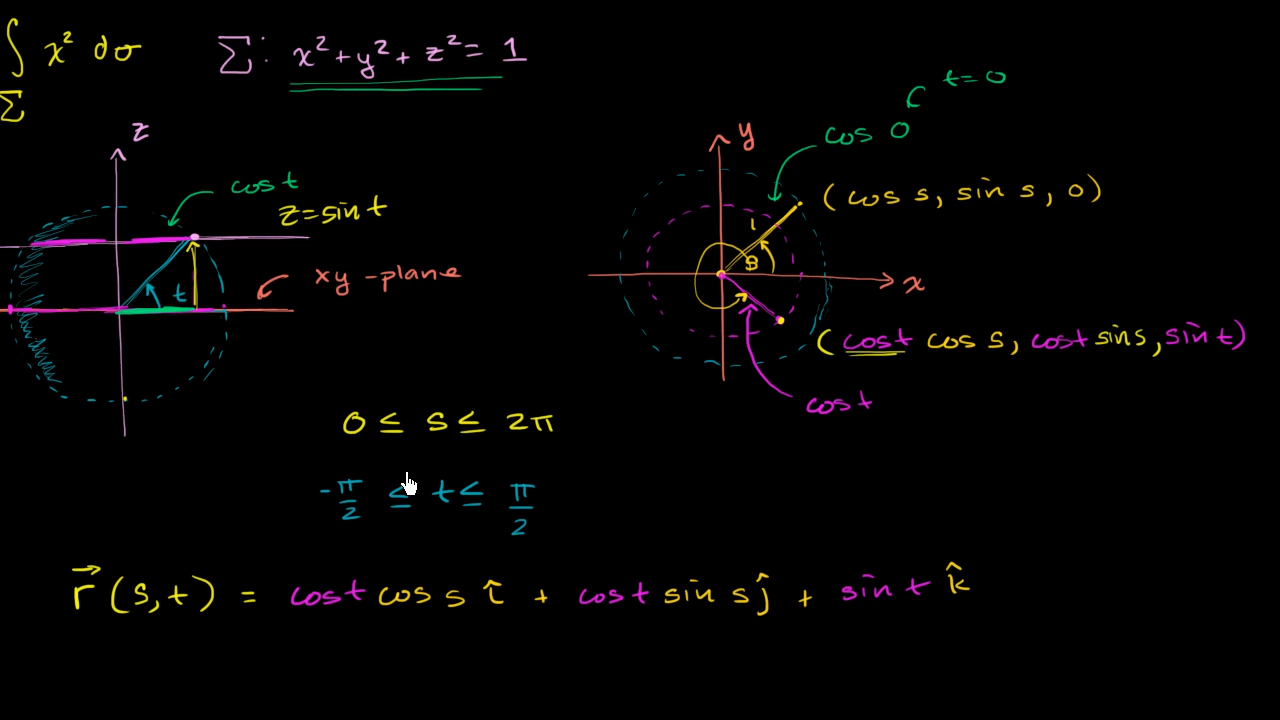 ∫ x² dσ
Σ
Σ: x² + y² + z² = 1
t = 0
cos 0
z
y
cos t
z = sin t
(cos s, sin s, 0)
1
s
xy-plane
x
t
(cos t cos s, cos t sin s, sin t)
cos t
0 ≤ s ≤ 2π
-π/2 ≤ t ≤ π/2
r⃗ (s,t) = cos t cos s î + cos t sin s ĵ + sin t k̂